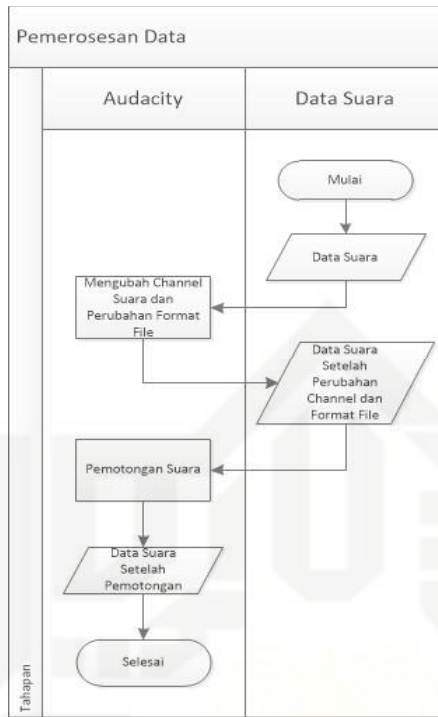 Pemerosesan Data
Audacity
Data Suara
Mulai
Data Suara
Mengubah Channel
Suara dan
Perubahan Format
File
Data Suara
Setelah
Perubahan
Channel dan
Format File
Pemotongan Suara
Data Suara
Setelah
Pemotongan
Selesai
Tahapan